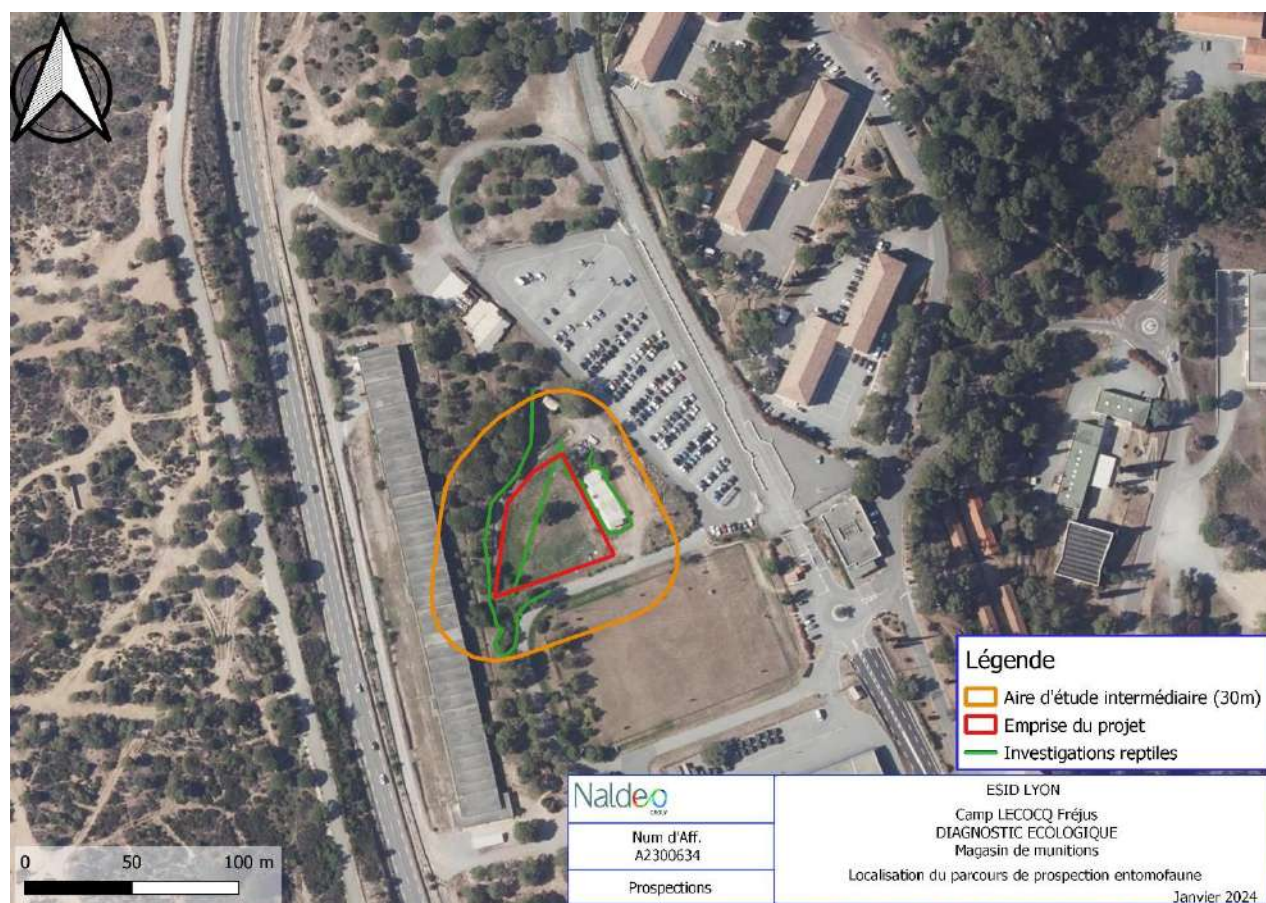 Légende
Aire d'étude intermédiaire (30m)
Emprise du projet
Investigations reptiles
Naldeo
Num d'Aff.
A2300634
Prospections
ESID LYON
Camp LECOCQ Fréjus
DIAGNOSTIC ECOLOGIQUE
Magasin de munitions
Localisation du parcours de prospection entomofaune
Janvier 2024
0 50 100 m